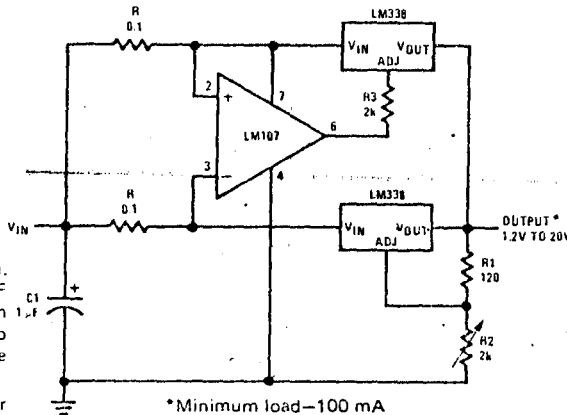 R
0.1
LM338
VIN VOUT
ADJ
2
+
7
R3
2k
LM107
6
3
−
4
LM338
R
0.1
VIN
VIN VOUT
ADJ
OUTPUT*
1.2V TO 20V
R1
120
C1
+
1µF
R2
2k
*Minimum load–100 mA